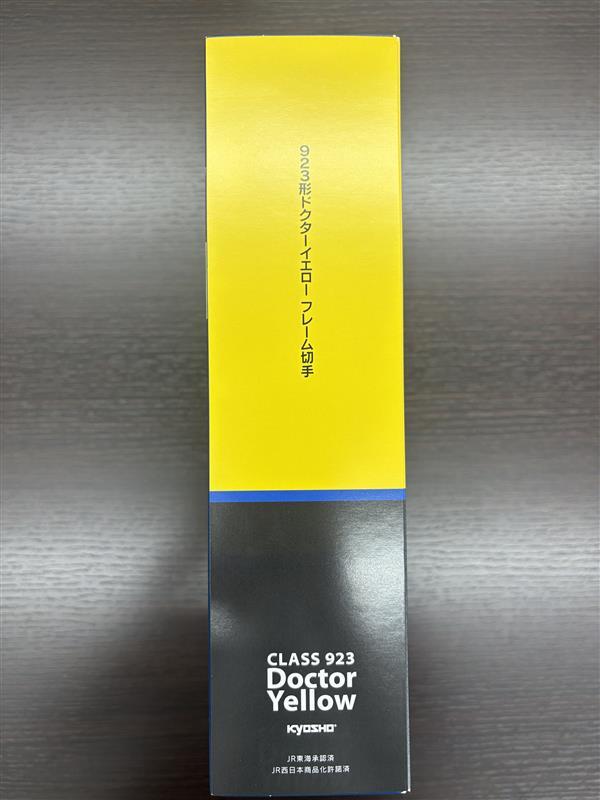 923形ドクターイエロー フレーム切手
CLASS 923
Doctor
Yellow
KYOSHO
JR東海承認済
JR西日本商品化許諾済